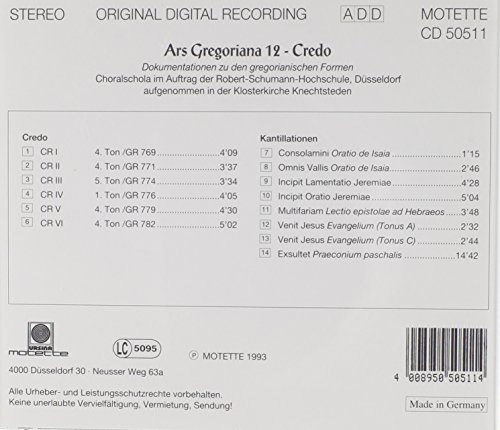 STEREO ORIGINAL DIGITAL RECORDING ADD MOTETTE
CD 50511
Ars Gregoriana 12 - Credo
Dokumentationen zu den gregorianischen Formen
Choralschola im Auftrag der Robert-Schumann-Hochschule, Düsseldorf
aufgenommen in der Klosterkirche Knechtsteden
Credo
1 CR I 4. Ton /GR 769 4'09
2 CR II 4. Ton /GR 771 3'37
3 CR III 5. Ton /GR 774 3'34
4 CR IV 1. Ton /GR 776 4'05
5 CR V 4. Ton /GR 779 4'30
6 CR VI 4. Ton /GR 782 5'02
Kantillationen
7 Consolamini Oratio de Isaia 1'15
8 Omnis Vallis Oratio de Isaia 2'46
9 Incipit Lamentatio Jeremiae 4'28
10 Incipit Oratio Jeremiae 5'04
11 Multifariam Lectio epistolae ad Hebraeos 3'48
12 Venit Jesus Evangelium (Tonus A) 2'32
13 Venit Jesus Evangelium (Tonus C) 2'44
14 Exsultet Praeconium paschalis 14'42
URSINA
motette
LC 5095
℗ MOTETTE 1993
4000 Düsseldorf 30 - Neusser Weg 63a
Alle Urheber- und Leistungsschutzrechte vorbehalten.
Keine unerlaubte Vervielfältigung, Vermietung, Sendung!
4 008950 505114
Made in Germany